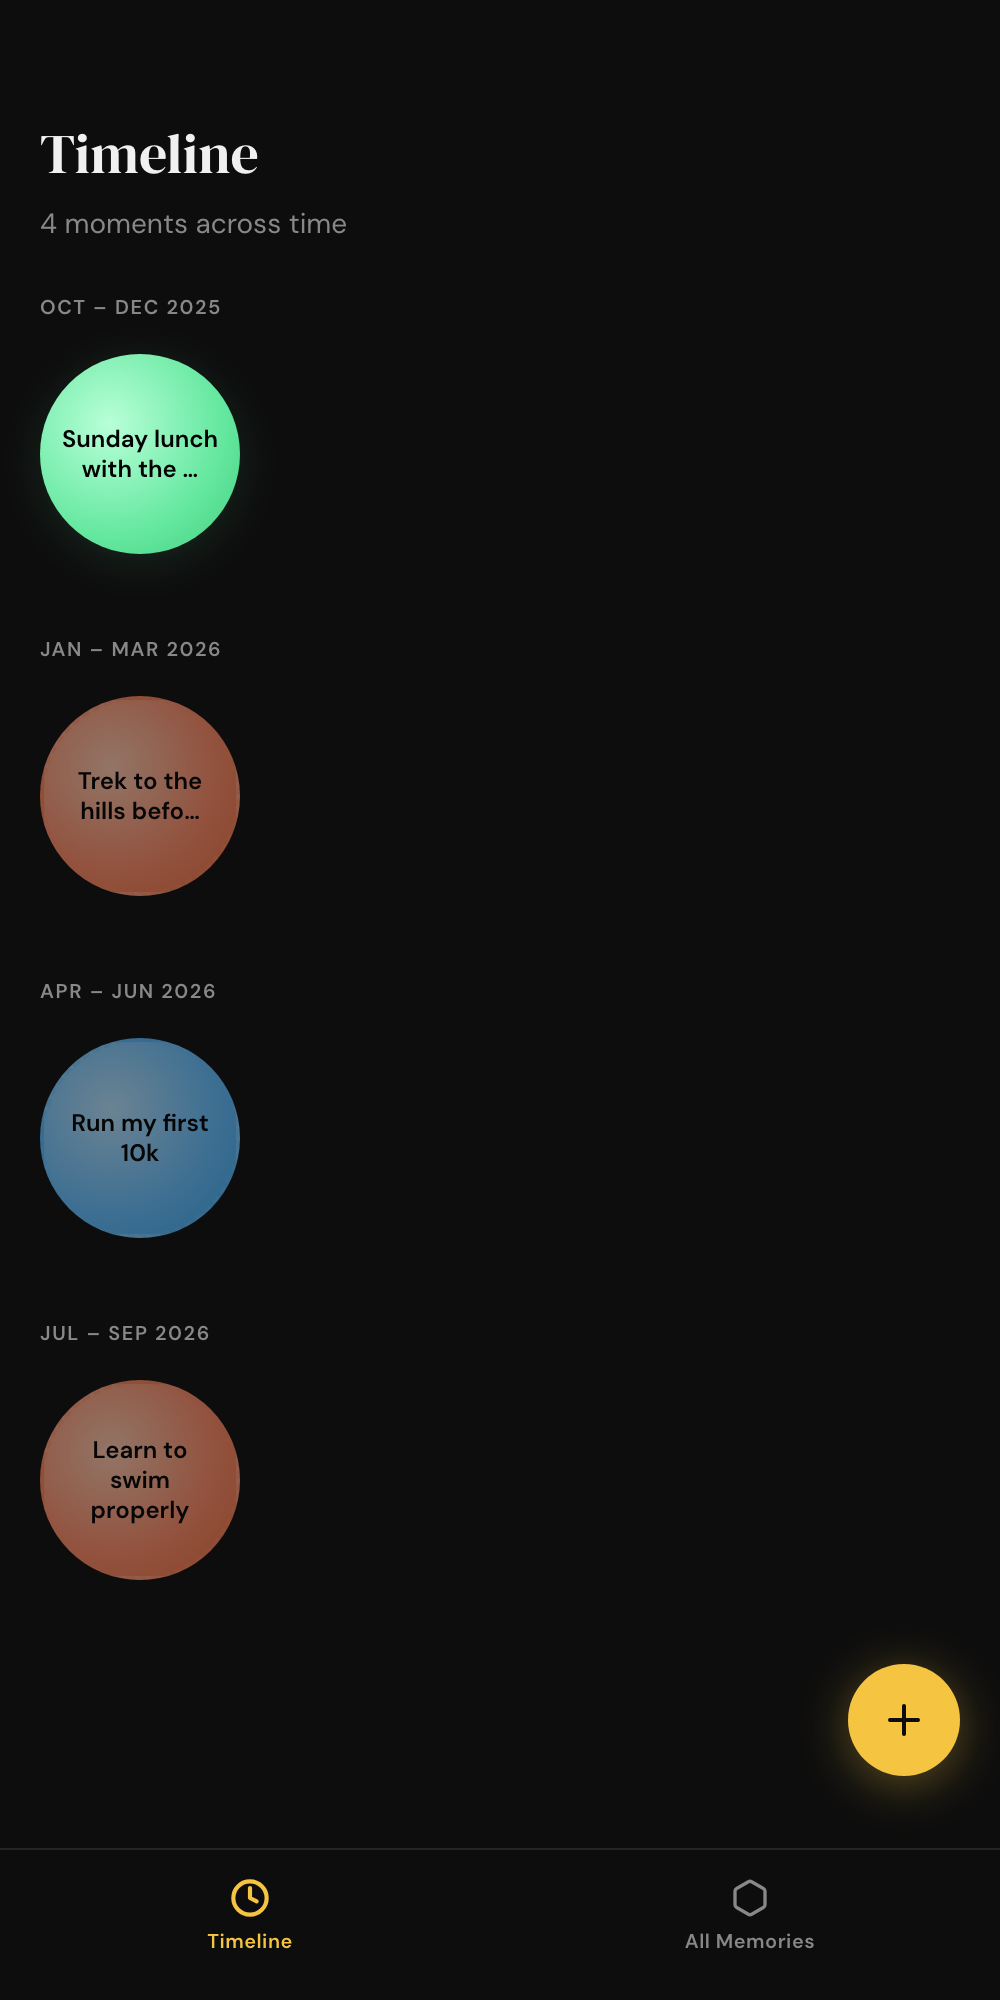 Timeline
4 moments across time
OCT – DEC 2025
Sunday lunch
with the ...
JAN – MAR 2026
Trek to the
hills befo...
APR – JUN 2026
Run my first
10k
JUL – SEP 2026
Learn to
swim
properly
Timeline
All Memories